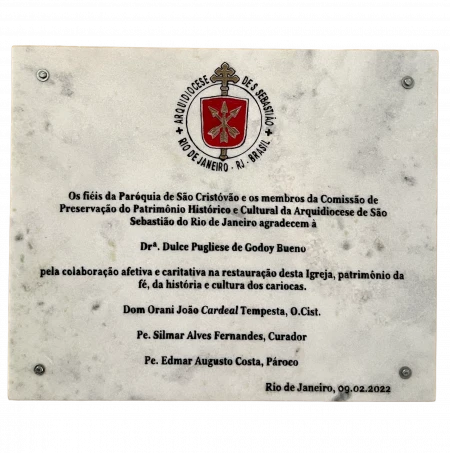 ARQUIDIOCESE DE S. SEBASTIÃO
RIO DE JANEIRO - RJ - BRASIL
Os fiéis da Paróquia de São Cristóvão e os membros da Comissão de
Preservação do Patrimônio Histórico e Cultural da Arquidiocese de São
Sebastião do Rio de Janeiro agradecem à
Drª. Dulce Pugliese de Godoy Bueno
pela colaboração afetiva e caritativa na restauração desta Igreja, patrimônio da
fé, da história e cultura dos cariocas.
Dom Orani João Cardeal Tempesta, O.Cist.
Pe. Silmar Alves Fernandes, Curador
Pe. Edmar Augusto Costa, Pároco
Rio de Janeiro, 09.02.2022